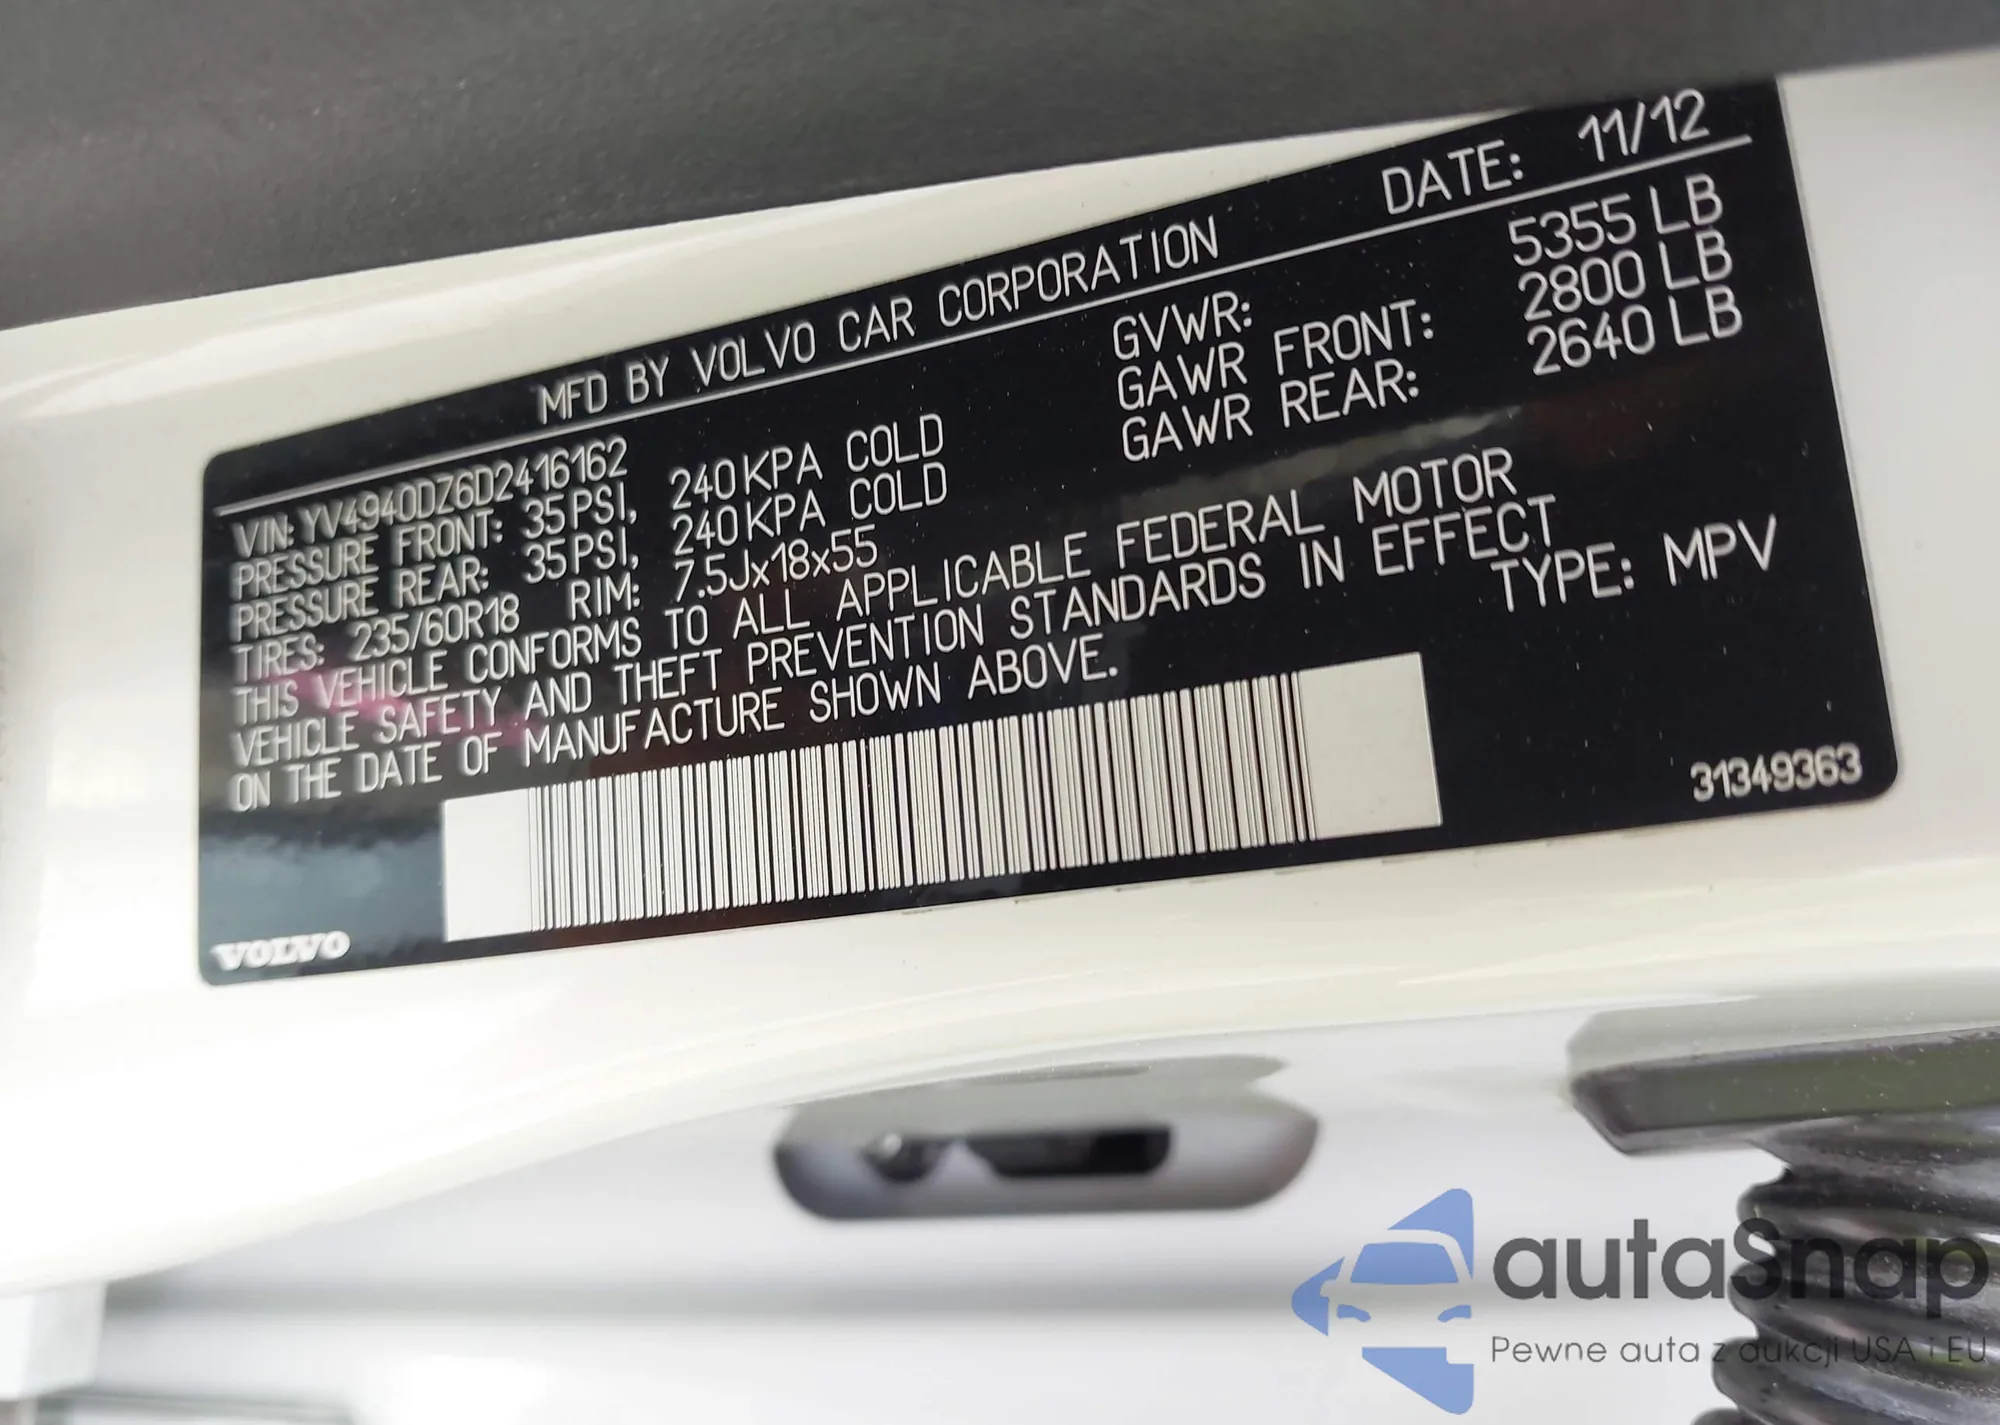 MFD BY VOLVO CAR CORPORATION DATE: 11/12
VIN: YV4940DZ6D2416162 GVWR: 5355 LB
PRESSURE FRONT: 35PSI, 240KPA COLD GAWR FRONT: 2800 LB
PRESSURE REAR: 35PSI, 240KPA COLD GAWR REAR: 2640 LB
TIRES: 235/60R18 RIM: 7.5Jx18x55
THIS VEHICLE CONFORMS TO ALL APPLICABLE FEDERAL MOTOR
VEHICLE SAFETY AND THEFT PREVENTION STANDARDS IN EFFECT
ON THE DATE OF MANUFACTURE SHOWN ABOVE. TYPE: MPV
31349363
VOLVO
autaSnap
Pewne auta z aukcji USA i EU